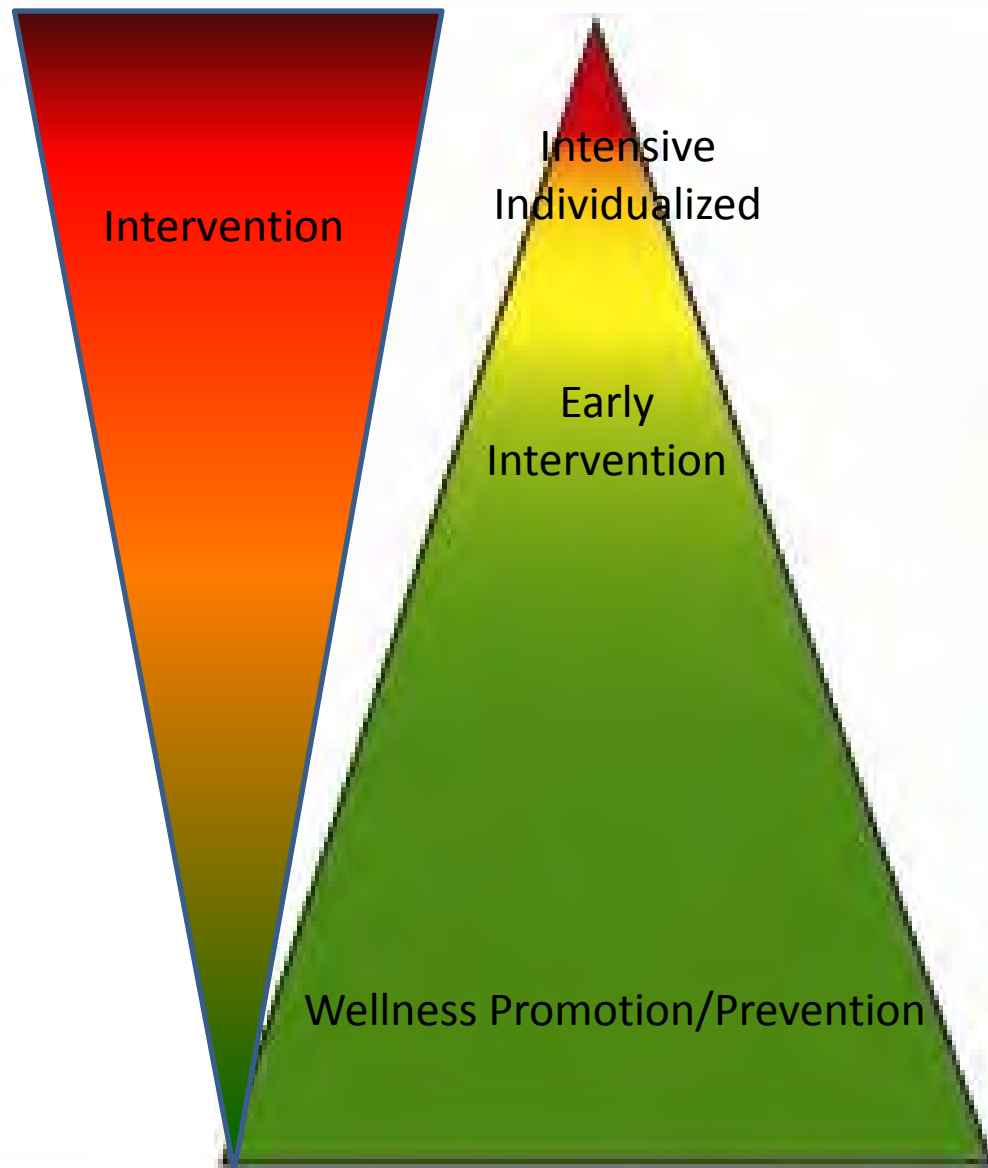 Intervention
Intensive
Individualized
Early
Intervention
Wellness Promotion/Prevention